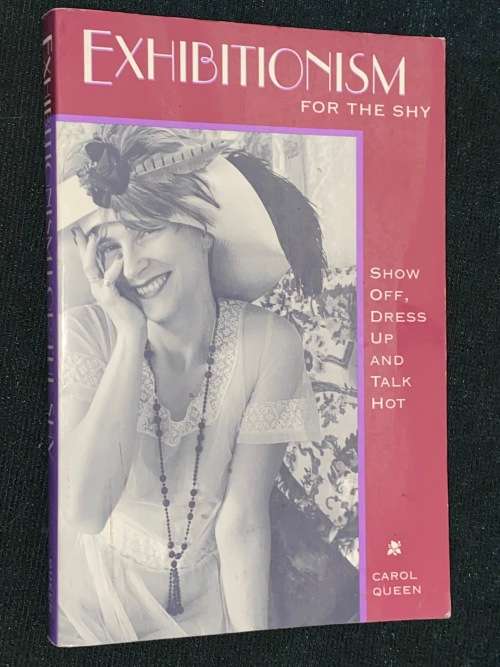 EXHIBITIONISM
FOR THE SHY
SHOW
OFF,
DRESS
UP
AND
TALK
HOT
CAROL
QUEEN